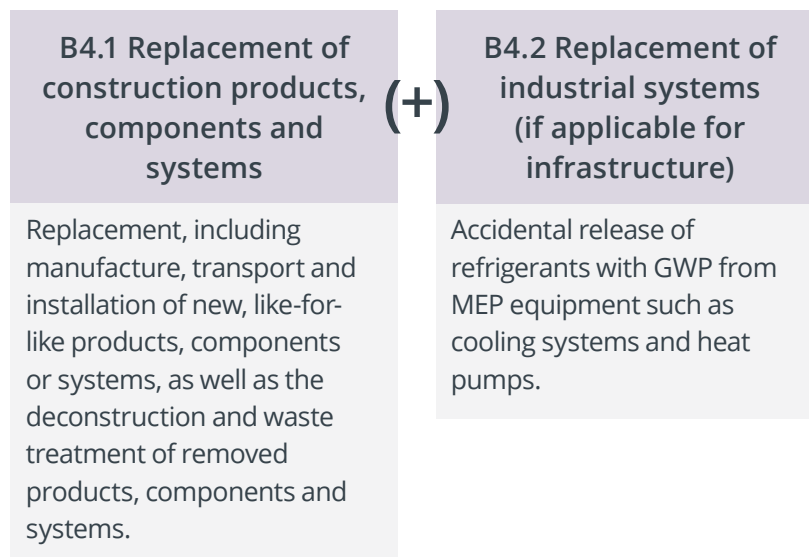 B4.1 Replacement of
construction products,
components and
systems
(+)
B4.2 Replacement of
industrial systems
(if applicable for
infrastructure)
Replacement, including
manufacture, transport and
installation of new, like-for-
like products, components
or systems, as well as the
deconstruction and waste
treatment of removed
products, components and
systems.
Accidental release of
refrigerants with GWP from
MEP equipment such as
cooling systems and heat
pumps.